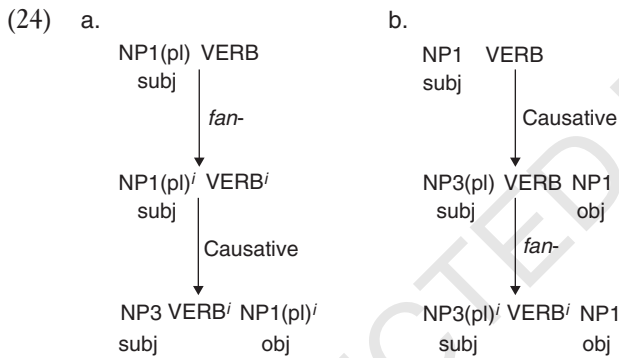 (24) a. b.
NP1(pl) VERB NP1 VERB
subj subj
fan- Causative
NP1(pl)ⁱ VERBⁱ NP3(pl) VERB NP1
subj subj obj
Causative fan-
NP3 VERBⁱ NP1(pl)ⁱ NP3(pl)ⁱ VERBⁱ NP1
subj obj subj obj